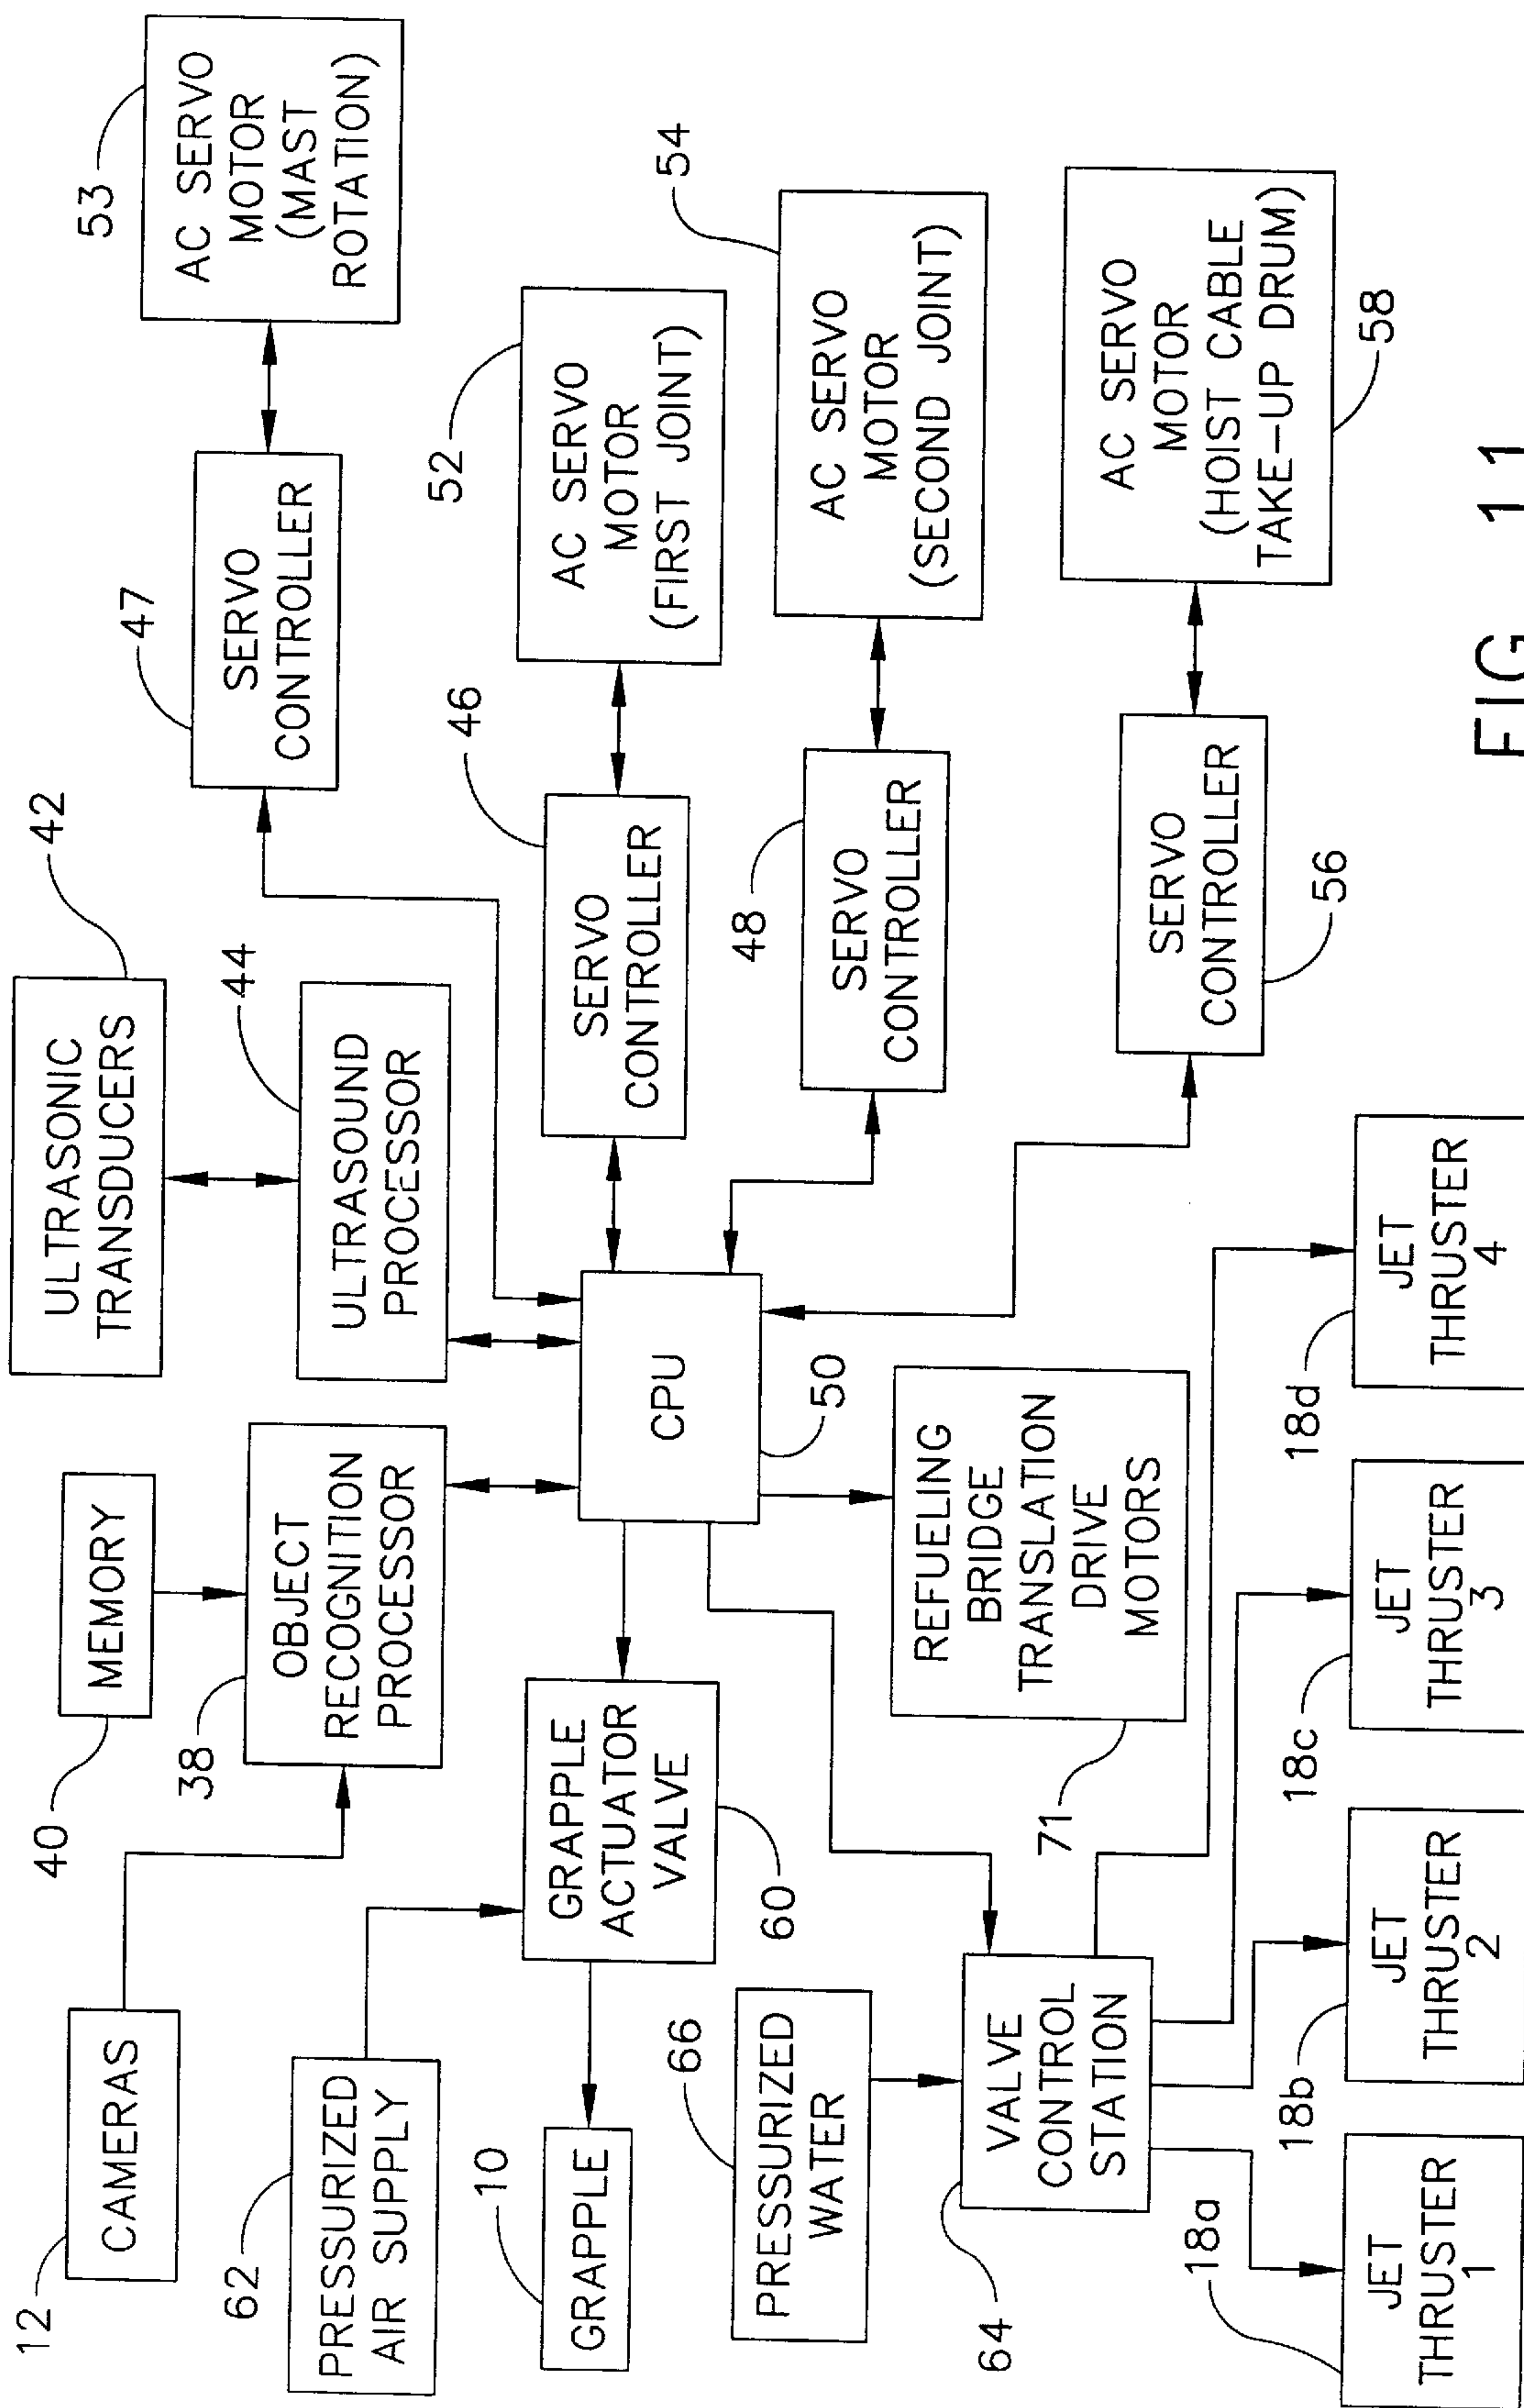 12
CAMERAS
40
MEMORY
ULTRASONIC
TRANSDUCERS
42
53
AC SERVO
MOTOR
(MAST
ROTATION)
62
PRESSURIZED
AIR SUPPLY
38
OBJECT
RECOGNITION
PROCESSOR
44
ULTRASOUND
PROCESSOR
47
SERVO
CONTROLLER
10
GRAPPLE
GRAPPLE
ACTUATOR
VALVE
60
CPU
50
46
SERVO
CONTROLLER
52
AC SERVO
MOTOR
(FIRST JOINT)
66
PRESSURIZED
WATER
48
SERVO
CONTROLLER
54
AC SERVO
MOTOR
(SECOND JOINT)
64
VALVE
CONTROL
STATION
71
REFUELING
BRIDGE
TRANSLATION
DRIVE
MOTORS
SERVO
CONTROLLER
56
AC SERVO
MOTOR
(HOIST CABLE
TAKE-UP DRUM)
58
18a
JET
THRUSTER
1
18b
JET
THRUSTER
2
18c
JET
THRUSTER
3
18d
JET
THRUSTER
4
FIG. 11